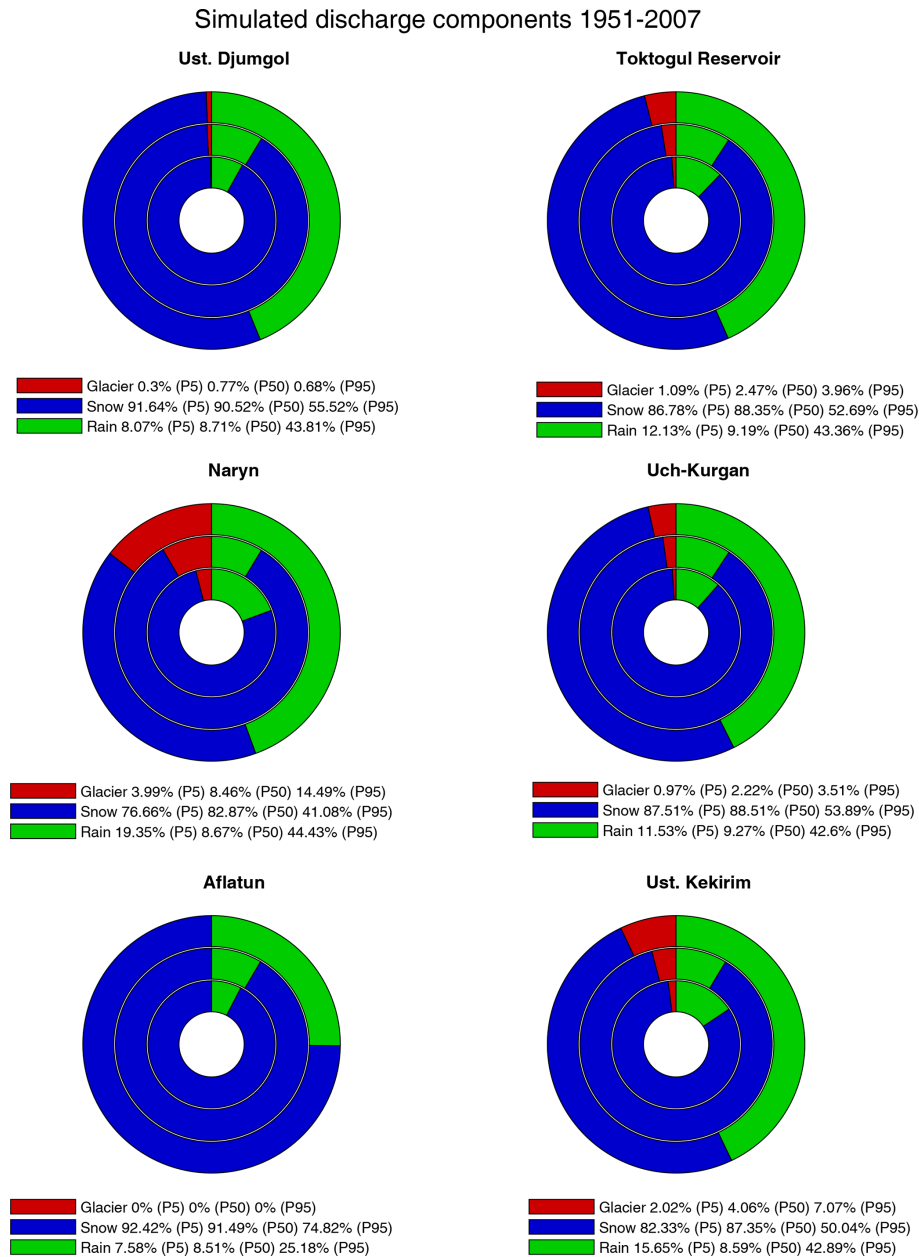 Simulated discharge components 1951-2007
Ust. Djumgol
Glacier 0.3% (P5) 0.77% (P50) 0.68% (P95)
Snow 91.64% (P5) 90.52% (P50) 55.52% (P95)
Rain 8.07% (P5) 8.71% (P50) 43.81% (P95)
Toktogul Reservoir
Glacier 1.09% (P5) 2.47% (P50) 3.96% (P95)
Snow 86.78% (P5) 88.35% (P50) 52.69% (P95)
Rain 12.13% (P5) 9.19% (P50) 43.36% (P95)
Naryn
Glacier 3.99% (P5) 8.46% (P50) 14.49% (P95)
Snow 76.66% (P5) 82.87% (P50) 41.08% (P95)
Rain 19.35% (P5) 8.67% (P50) 44.43% (P95)
Uch-Kurgan
Glacier 0.97% (P5) 2.22% (P50) 3.51% (P95)
Snow 87.51% (P5) 88.51% (P50) 53.89% (P95)
Rain 11.53% (P5) 9.27% (P50) 42.6% (P95)
Aflatun
Glacier 0% (P5) 0% (P50) 0% (P95)
Snow 92.42% (P5) 91.49% (P50) 74.82% (P95)
Rain 7.58% (P5) 8.51% (P50) 25.18% (P95)
Ust. Kekirim
Glacier 2.02% (P5) 4.06% (P50) 7.07% (P95)
Snow 82.33% (P5) 87.35% (P50) 50.04% (P95)
Rain 15.65% (P5) 8.59% (P50) 42.89% (P95)